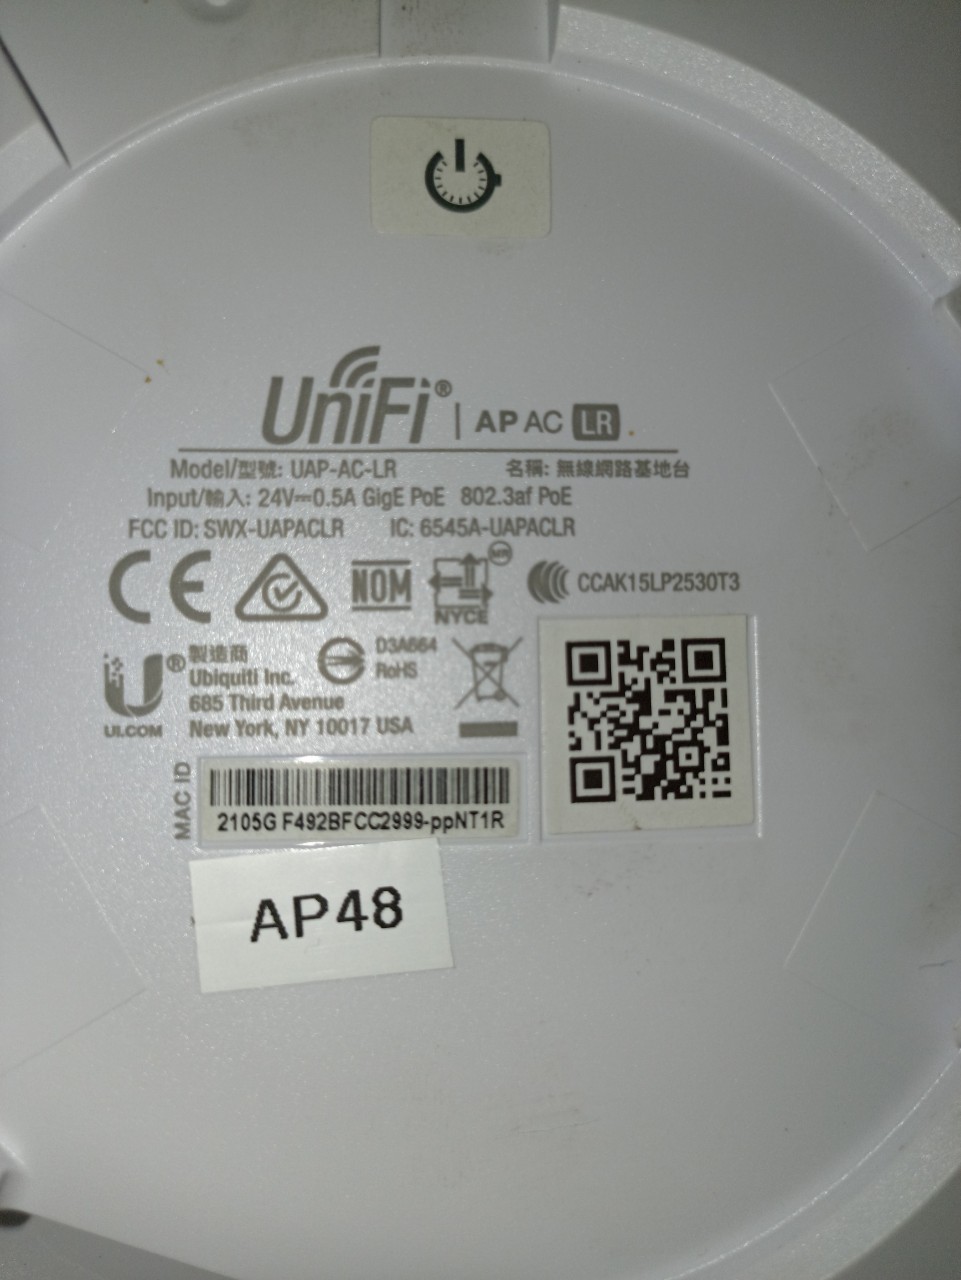 UniFi® | AP AC LR
Model/型號: UAP-AC-LR 名稱: 無線網路基地台
Input/輸入: 24V⎓0.5A GigE PoE 802.3af PoE
FCC ID: SWX-UAPACLR IC: 6545A-UAPACLR
CE NOM NYCE CCAK15LP2530T3
® 製造商 D3A664
Ubiquiti Inc. RoHS
685 Third Avenue
UI.COM New York, NY 10017 USA
MAC ID
2105G F492BFCC2999-ppNT1R
AP48